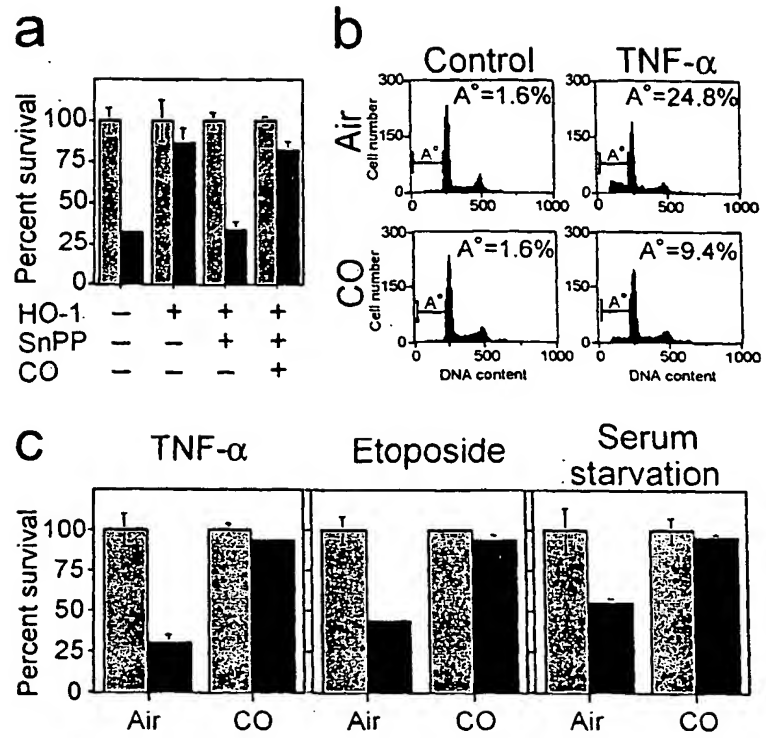 a
Percent survival
100
75
50
25
0
HO-1 − + + +
SnPP − − + +
CO − − − +
b
Control TNF-α
Air
Cell number
300
150
0
A°=1.6%
A°
0 500 1000
300
150
0
A°=24.8%
A°
0 500 1000
CO
Cell number
300
150
0
A°=1.6%
A°
0 500 1000
DNA content
300
150
0
A°=9.4%
A°
0 500 1000
DNA content
c
TNF-α Etoposide Serum
starvation
Percent survival
100
75
50
25
0
Air CO Air CO Air CO